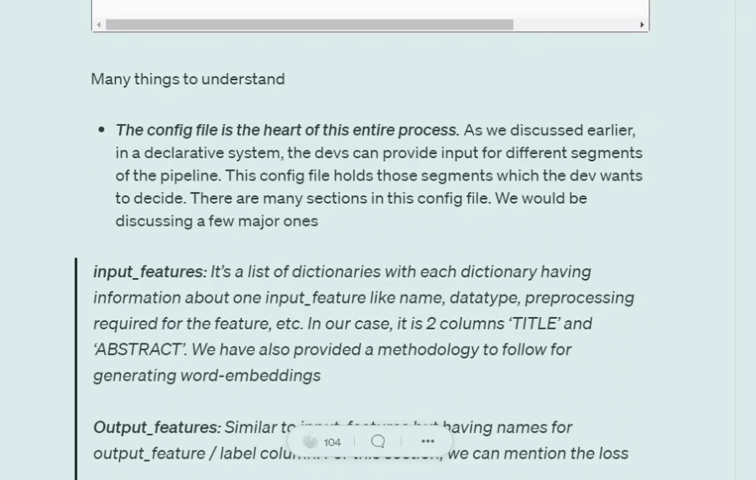 Many things to understand
• The config file is the heart of this entire process. As we discussed earlier,
in a declarative system, the devs can provide input for different segments
of the pipeline. This config file holds those segments which the dev wants
to decide. There are many sections in this config file. We would be
discussing a few major ones
input_features: It’s a list of dictionaries with each dictionary having
information about one input_feature like name, datatype, preprocessing
required for the feature, etc. In our case, it is 2 columns ‘TITLE’ and
‘ABSTRACT’. We have also provided a methodology to follow for
generating word-embeddings
Output_features: Similar to having names for
104
output_feature / label we can mention the loss